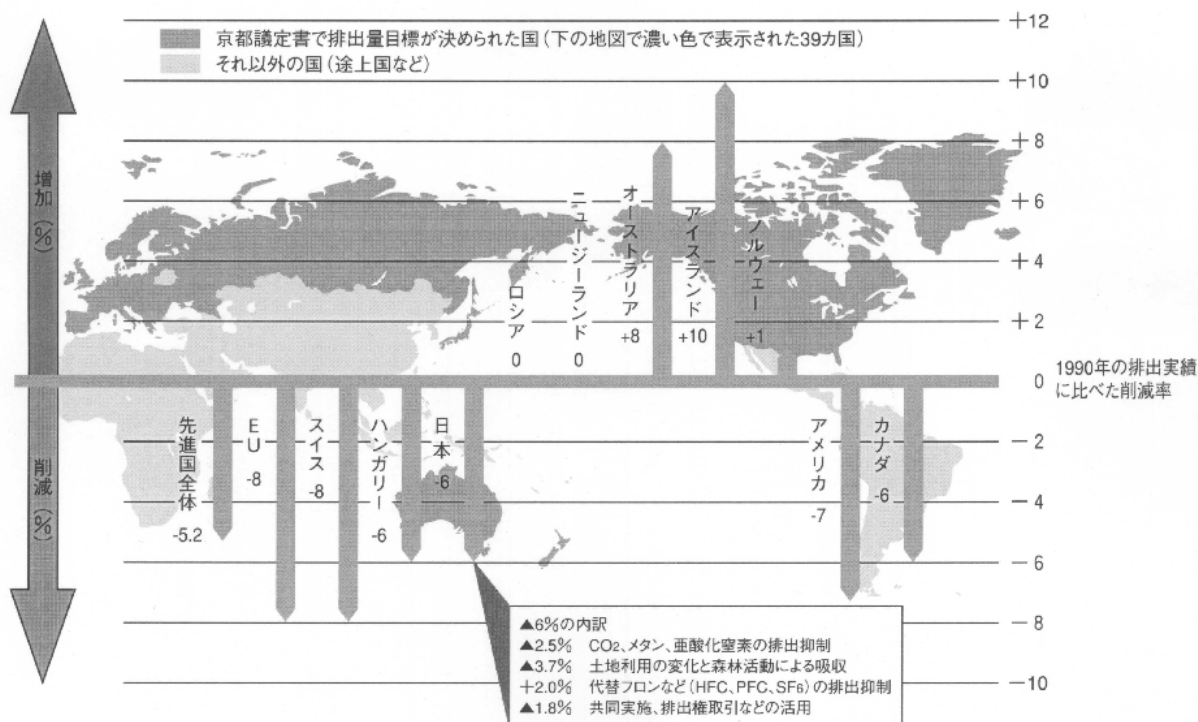 京都議定書で排出量目標が決められた国（下の地図で濃い色で表示された39カ国）
それ以外の国（途上国など）
増加（%）
削減（%）
+12
+10
+8
+6
+4
+2
0
-2
-4
-6
-8
-10
1990年の排出実績
に比べた削減率
先進国全体
-5.2
EU
-8
スイス
-8
ハンガリー
-6
日本
-6
ロシア
0
ニュージーランド
0
オーストラリア
+8
アイスランド
+10
ノルウェー
+1
アメリカ
-7
カナダ
-6
▲6%の内訳
▲2.5% CO2、メタン、亜酸化窒素の排出抑制
▲3.7% 土地利用の変化と森林活動による吸収
+2.0% 代替フロンなど（HFC、PFC、SF6）の排出抑制
▲1.8% 共同実施、排出権取引などの活用